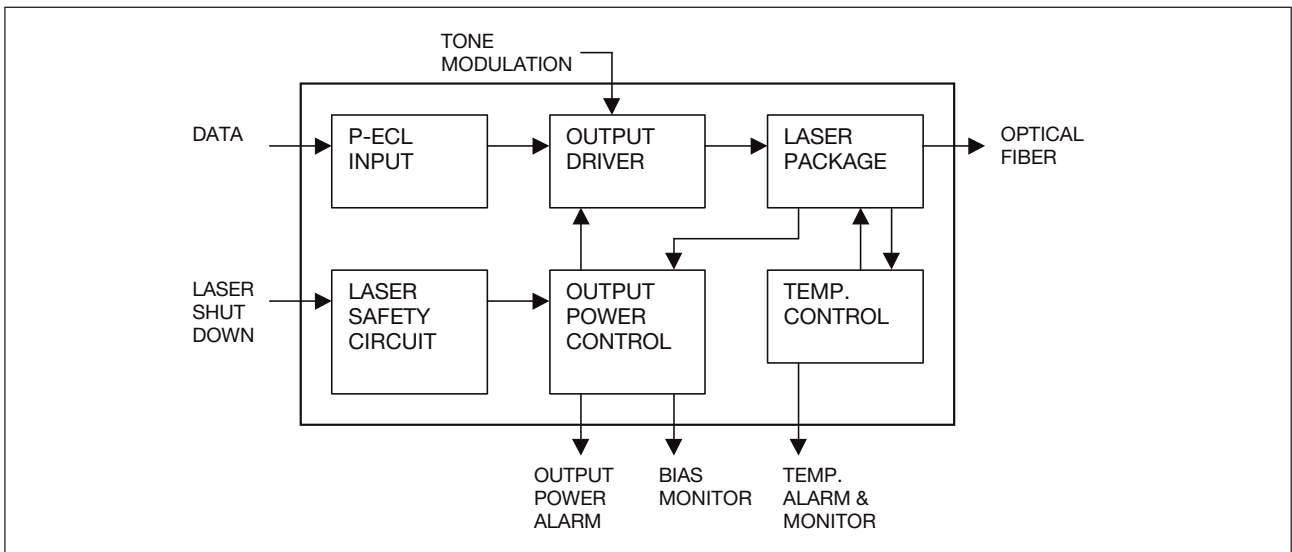 TONE
MODULATION
DATA
P-ECL
INPUT
OUTPUT
DRIVER
LASER
PACKAGE
OPTICAL
FIBER
LASER
SHUT
DOWN
LASER
SAFETY
CIRCUIT
OUTPUT
POWER
CONTROL
TEMP.
CONTROL
OUTPUT
POWER
ALARM
BIAS
MONITOR
TEMP.
ALARM &
MONITOR